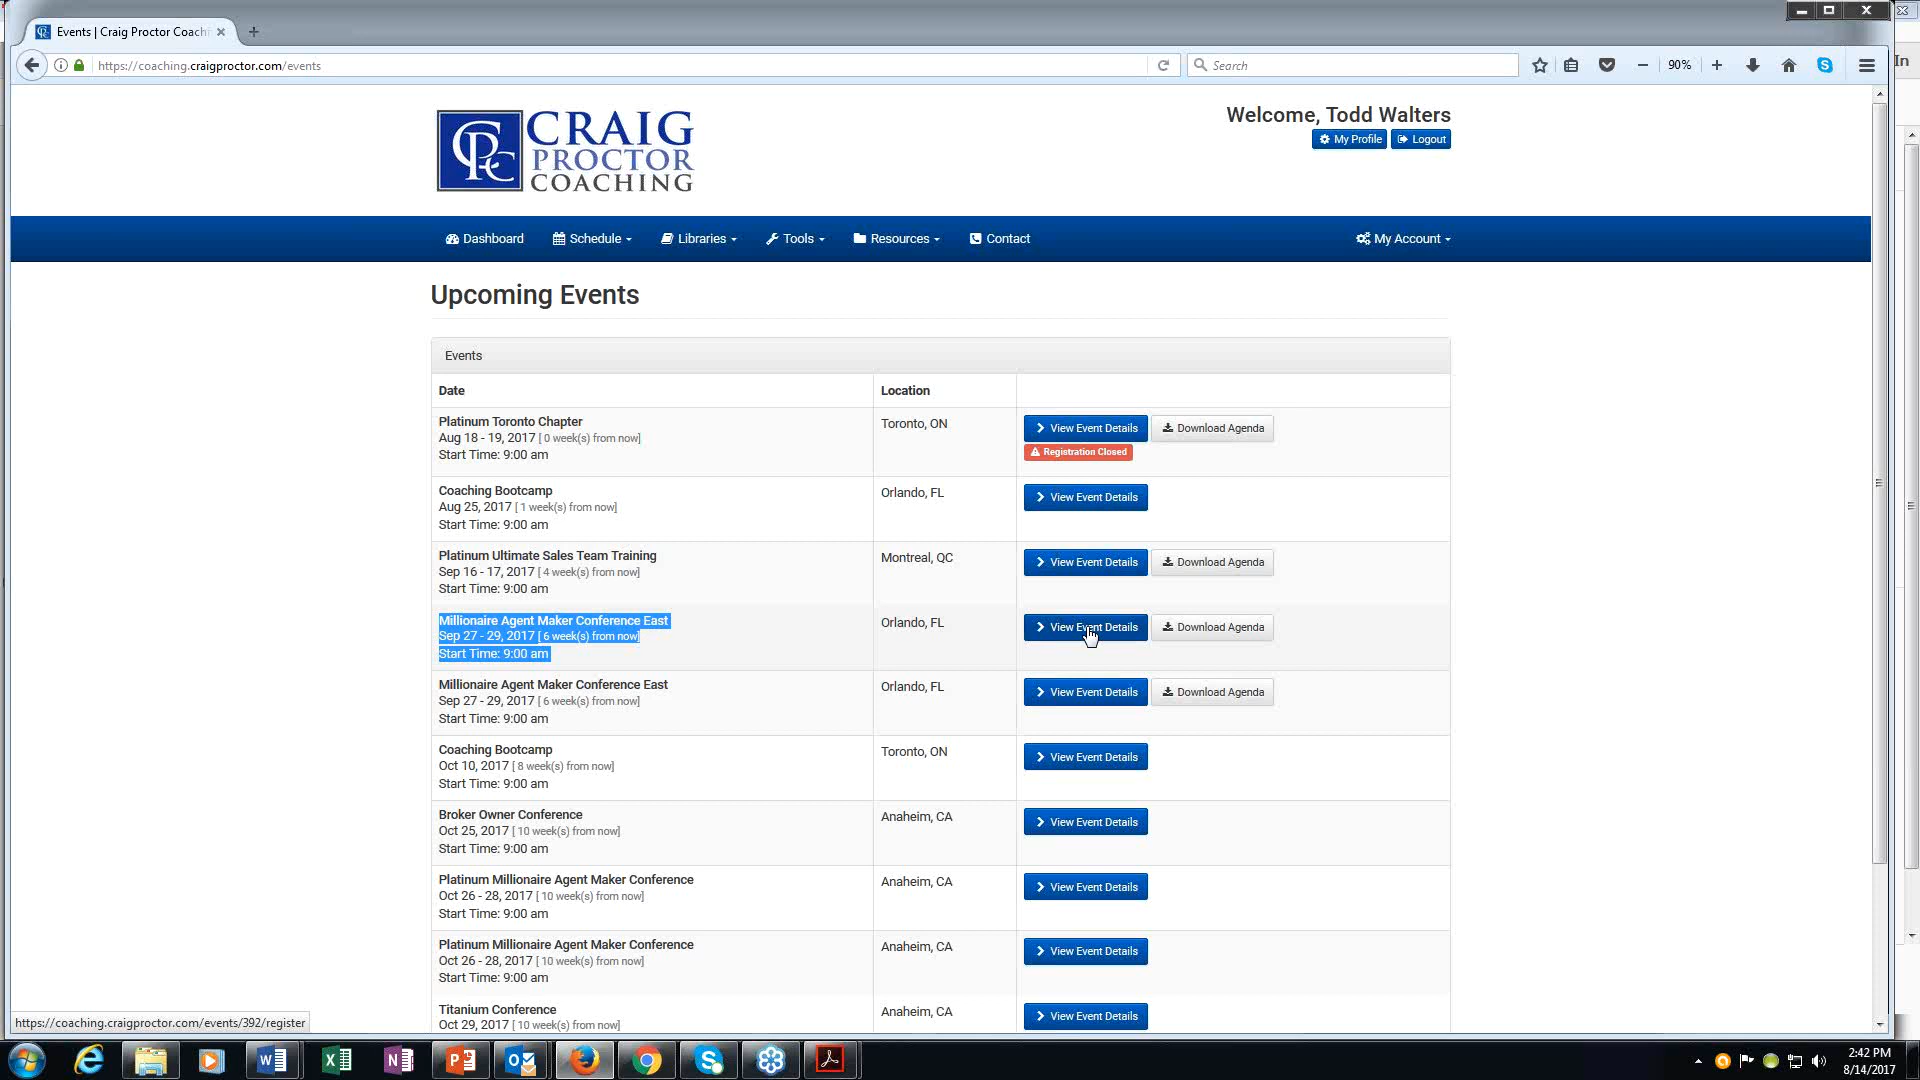 Events | Craig Proctor Coach
https://coaching.craigproctor.com/events
Search
90%
In
CPC
CRAIG
PROCTOR
COACHING
Welcome, Todd Walters
My Profile
Logout
Dashboard
Schedule
Libraries
Tools
Resources
Contact
My Account
Upcoming Events
Events
Date
Location
Platinum Toronto Chapter
Aug 18 - 19, 2017 [ 0 week(s) from now]
Start Time: 9:00 am
Toronto, ON
View Event Details
Download Agenda
Registration Closed
Coaching Bootcamp
Aug 25, 2017 [ 1 week(s) from now]
Start Time: 9:00 am
Orlando, FL
View Event Details
Platinum Ultimate Sales Team Training
Sep 16 - 17, 2017 [ 4 week(s) from now]
Start Time: 9:00 am
Montreal, QC
View Event Details
Download Agenda
Millionaire Agent Maker Conference East
Sep 27 - 29, 2017 [ 6 week(s) from now]
Start Time: 9:00 am
Orlando, FL
View Event Details
Download Agenda
Millionaire Agent Maker Conference East
Sep 27 - 29, 2017 [ 6 week(s) from now]
Start Time: 9:00 am
Orlando, FL
View Event Details
Download Agenda
Coaching Bootcamp
Oct 10, 2017 [ 8 week(s) from now]
Start Time: 9:00 am
Toronto, ON
View Event Details
Broker Owner Conference
Oct 25, 2017 [ 10 week(s) from now]
Start Time: 9:00 am
Anaheim, CA
View Event Details
Platinum Millionaire Agent Maker Conference
Oct 26 - 28, 2017 [ 10 week(s) from now]
Start Time: 9:00 am
Anaheim, CA
View Event Details
Platinum Millionaire Agent Maker Conference
Oct 26 - 28, 2017 [ 10 week(s) from now]
Start Time: 9:00 am
Anaheim, CA
View Event Details
Titanium Conference
Oct 29, 2017 [ 10 week(s) from now]
Anaheim, CA
View Event Details
https://coaching.craigproctor.com/events/392/register
2:42 PM
8/14/2017